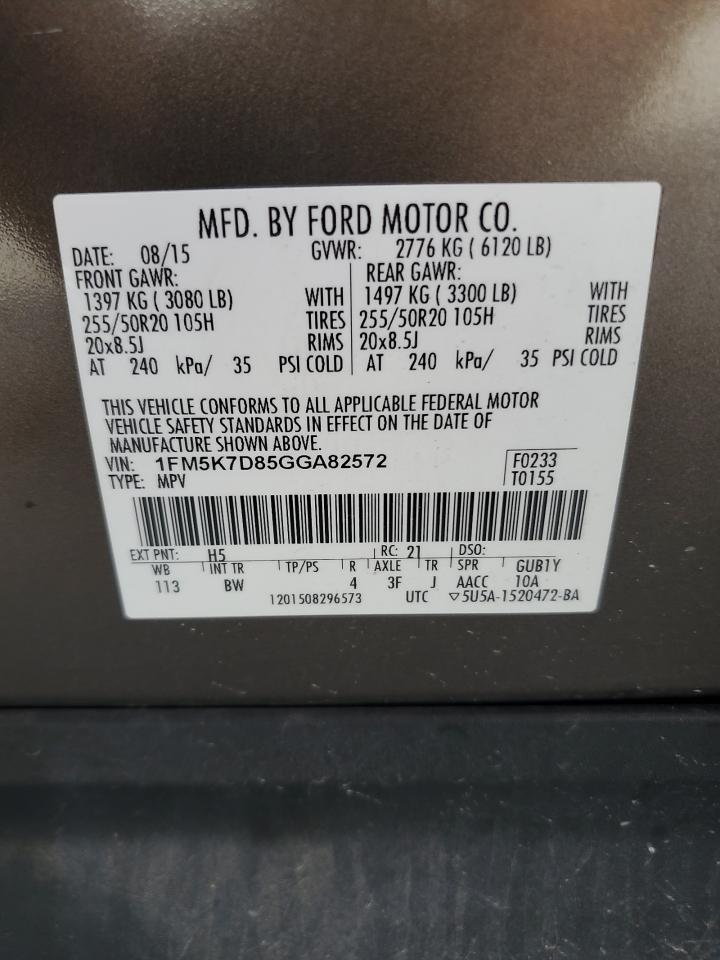 MFD. BY FORD MOTOR CO.
DATE: 08/15 GVWR: 2776 KG ( 6120 LB)
FRONT GAWR: REAR GAWR:
1397 KG ( 3080 LB) WITH 1497 KG ( 3300 LB) WITH
255/50R20 105H TIRES 255/50R20 105H TIRES
20x8.5J RIMS 20x8.5J RIMS
AT 240 kPa/ 35 PSI COLD AT 240 kPa/ 35 PSI COLD
THIS VEHICLE CONFORMS TO ALL APPLICABLE FEDERAL MOTOR
VEHICLE SAFETY STANDARDS IN EFFECT ON THE DATE OF
MANUFACTURE SHOWN ABOVE.
VIN: 1FM5K7D85GGA82572 F0233
TYPE: MPV T0155
EXT PNT: H5 RC: 21 DSO:
WB INT TR TP/PS R AXLE TR SPR GUB1Y
113 BW 4 3F J AACC 10A
1201508296573 UTC ▽5U5A-1520472-BA